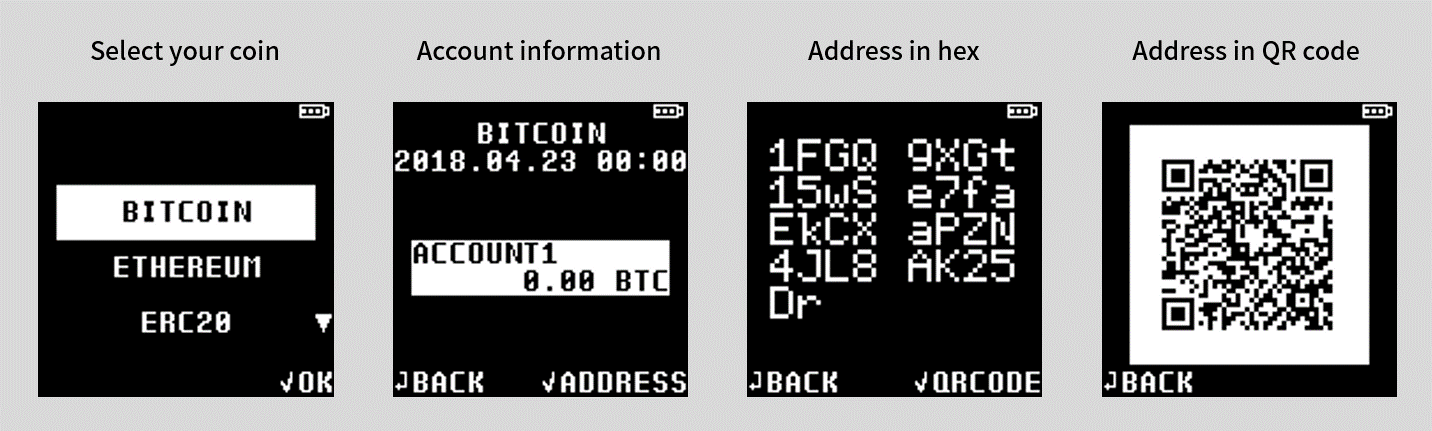 Select your coin
BITCOIN
ETHEREUM
ERC20
√OK
Account information
BITCOIN
2018.04.23 00:00
ACCOUNT1
0.00 BTC
↲BACK √ADDRESS
Address in hex
1FGQ 9XGt
15wS e7fa
EkCX aPZN
4JL8 AK25
Dr
↲BACK √QRCODE
Address in QR code
↲BACK